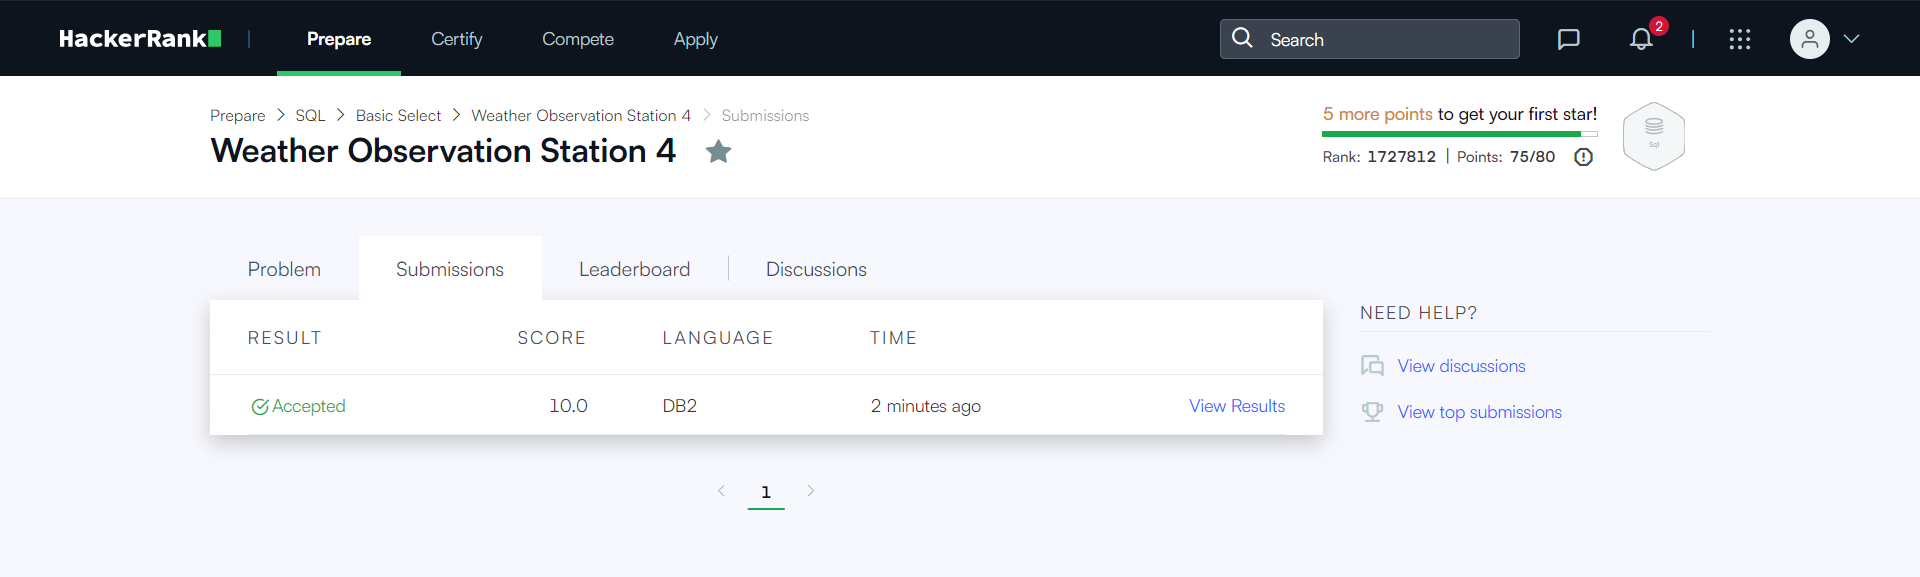 HackerRank | Prepare Certify Compete Apply Search 2 |
Prepare > SQL > Basic Select > Weather Observation Station 4 > Submissions
Weather Observation Station 4
5 more points to get your first star!
Rank: 1727812 | Points: 75/80
Sql
Problem Submissions Leaderboard Discussions
RESULT SCORE LANGUAGE TIME
Accepted 10.0 DB2 2 minutes ago View Results
1
NEED HELP?
View discussions
View top submissions